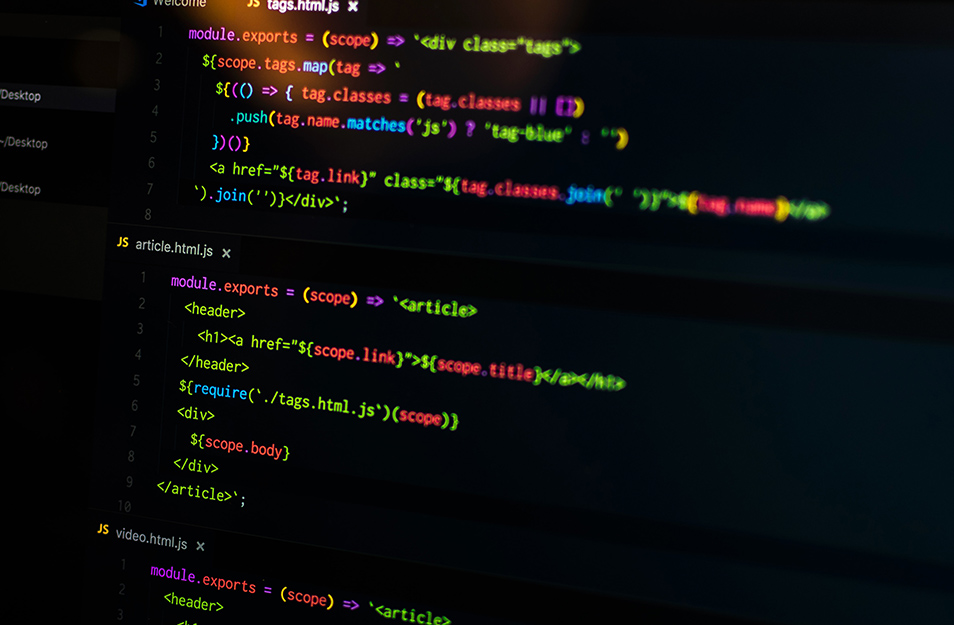 Welcome
JS tags.html.js ×
/Desktop
~/Desktop
/Desktop
1 module.exports = (scope) => `<div class="tags">
2 ${scope.tags.map(tag => `
3 ${(() => { tag.classes = (tag.classes || [])
4 .push(tag.name.matches('js') ? 'tag-blue' : '')
5 })()}
6 <a href="${tag.link}" class="${tag.classes.join(' ')}">${tag.name}</a>
7 `).join('')}</div>`;
8
JS article.html.js ×
1 module.exports = (scope) => `<article>
2 <header>
3 <h1><a href="${scope.link}">${scope.title}</a></h1>
4 </header>
5 ${require(`./tags.html.js`)(scope)}
6 <div>
7 ${scope.body}
8 </div>
9 </article>`;
10
JS video.html.js ×
1 module.exports = (scope) => `<article>
2 <header>
3